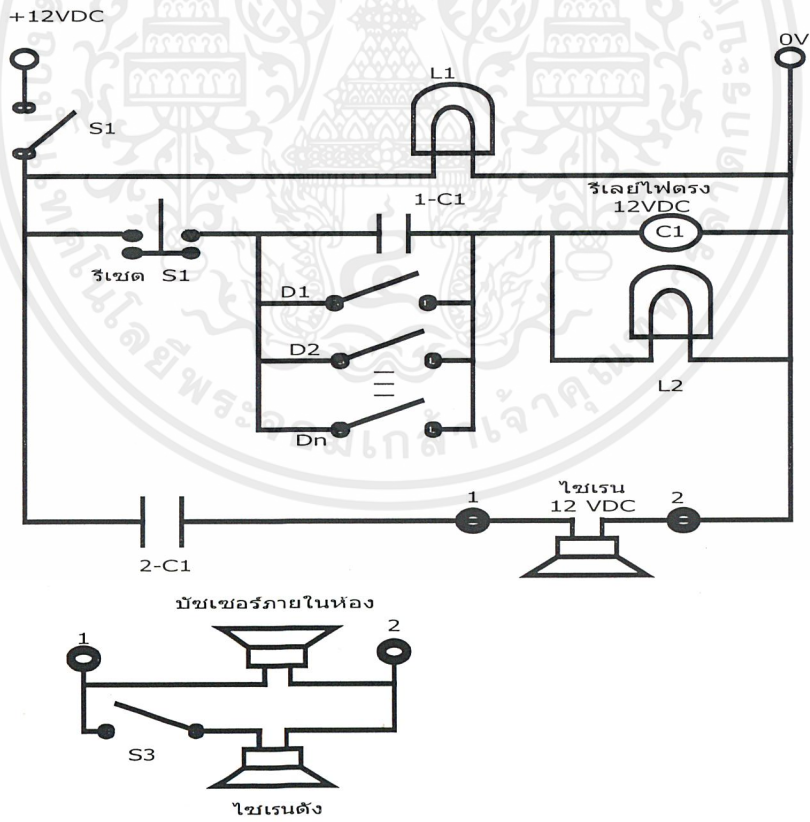 +12VDC
0V
L1
S1
1-C1
รีเลย์ไฟตรง
12VDC
C1
รีเซต S1
D1
D2
Dn
L2
ไซเรน
12 VDC
1
2
2-C1
บัซเซอร์ภายในห้อง
1
2
S3
ไซเรนดัง